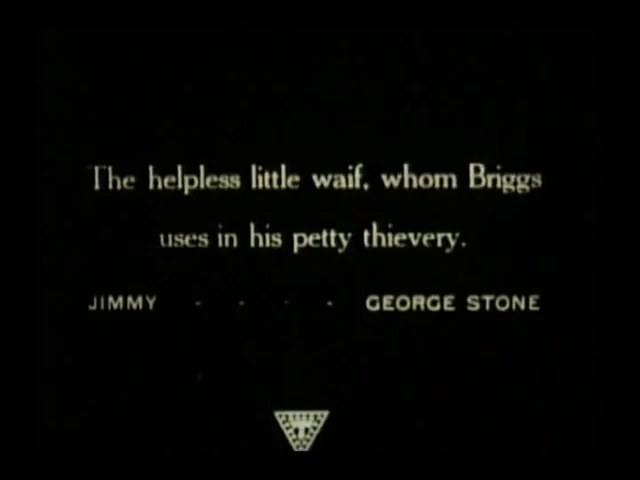 The helpless little waif, whom Briggs
uses in his petty thievery.
JIMMY - - - - GEORGE STONE